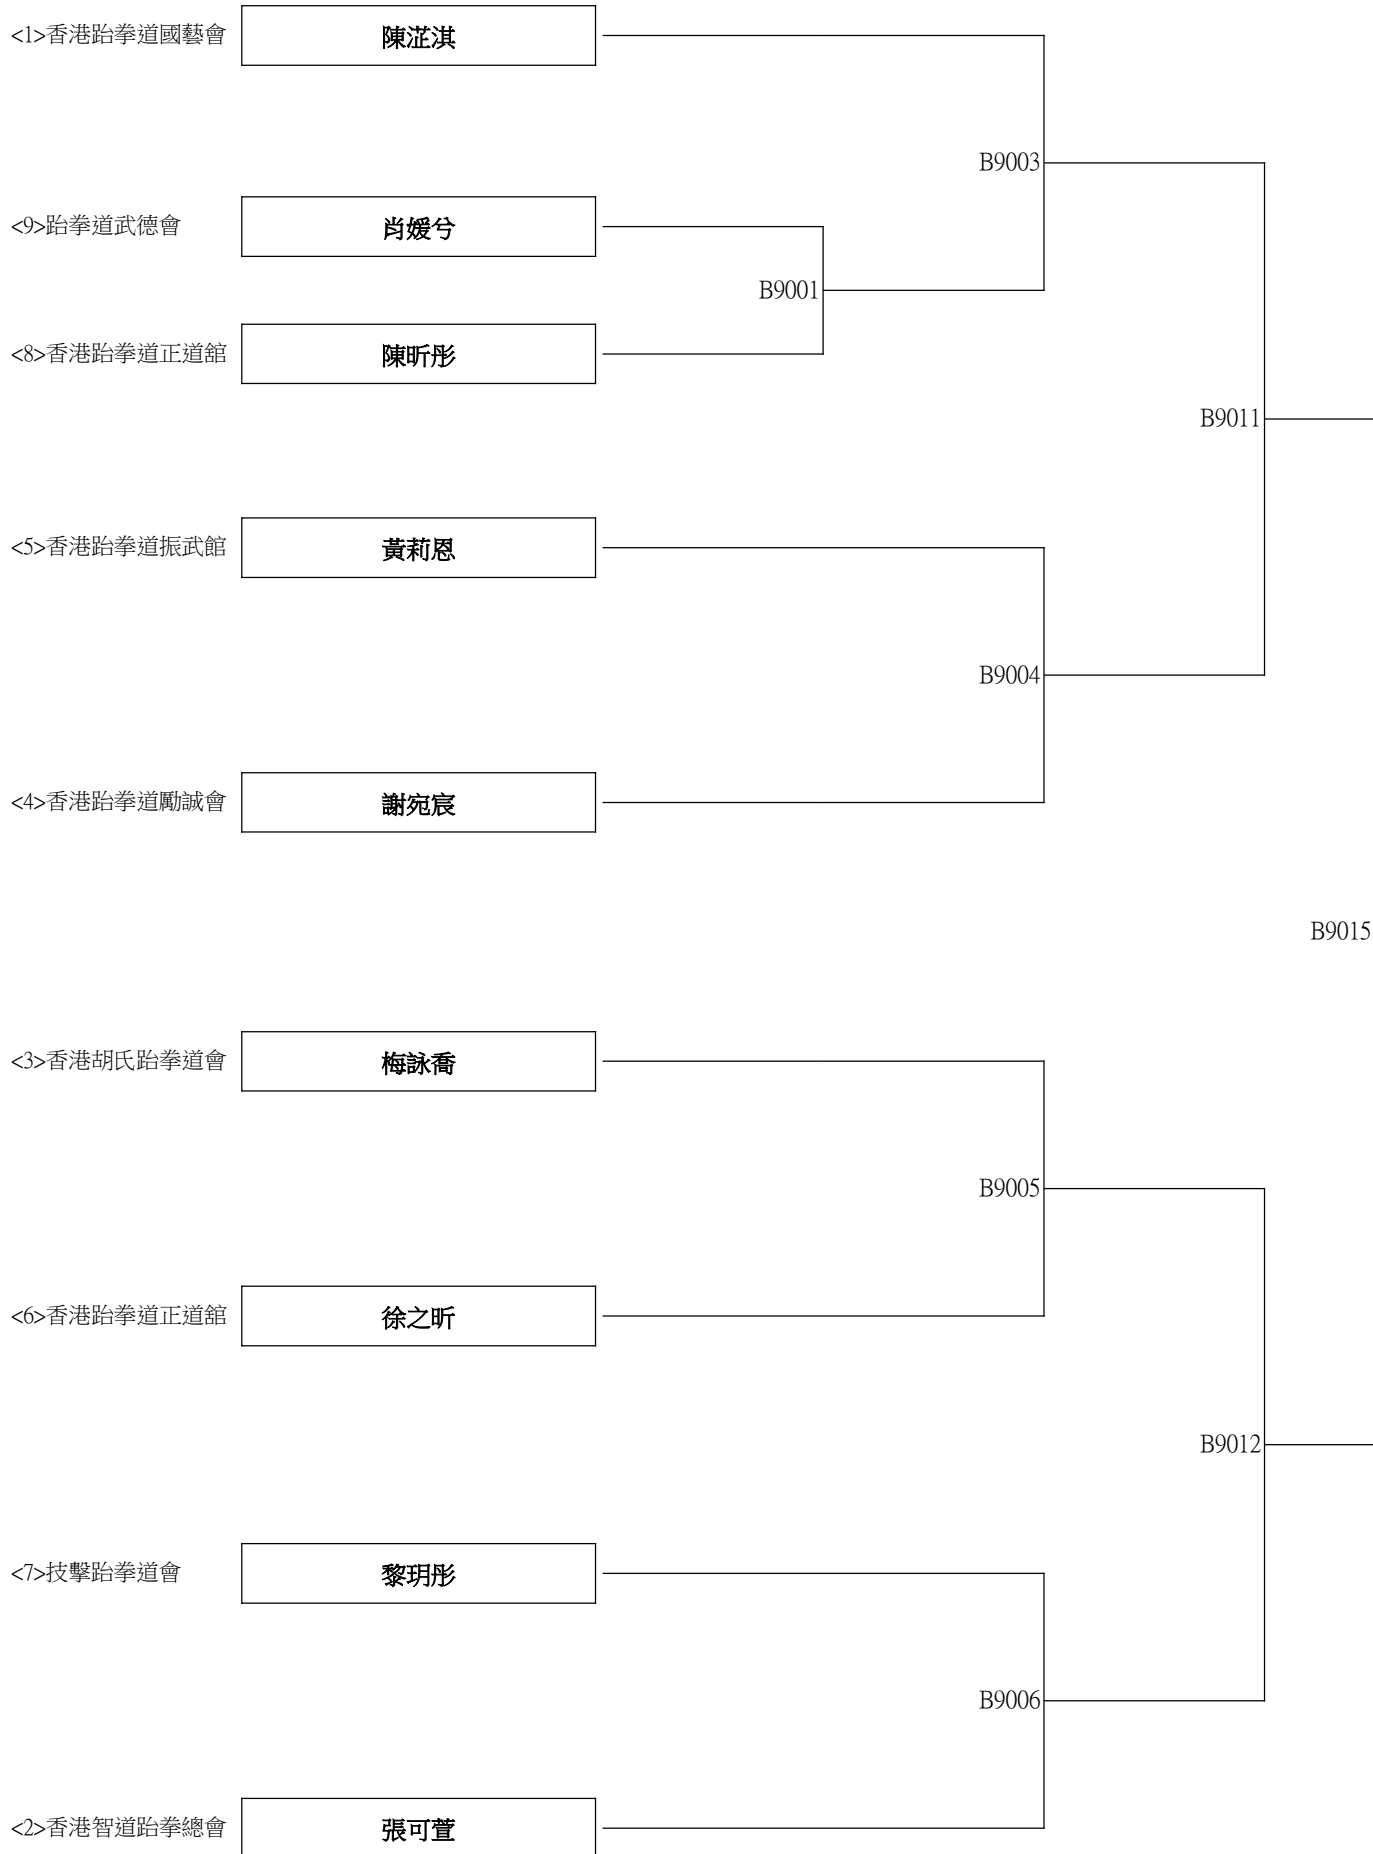 <1>香港跆拳道國藝會 陳淽淇
B9003
<9>跆拳道武德會 肖媛兮
B9001
<8>香港跆拳道正道舘 陳昕彤
B9011
<5>香港跆拳道振武館 黃莉恩
B9004
<4>香港跆拳道勵誠會 謝宛宸
B9015
<3>香港胡氏跆拳道會 梅詠喬
B9005
<6>香港跆拳道正道舘 徐之昕
B9012
<7>技擊跆拳道會 黎玥彤
B9006
<2>香港智道跆拳總會 張可萱